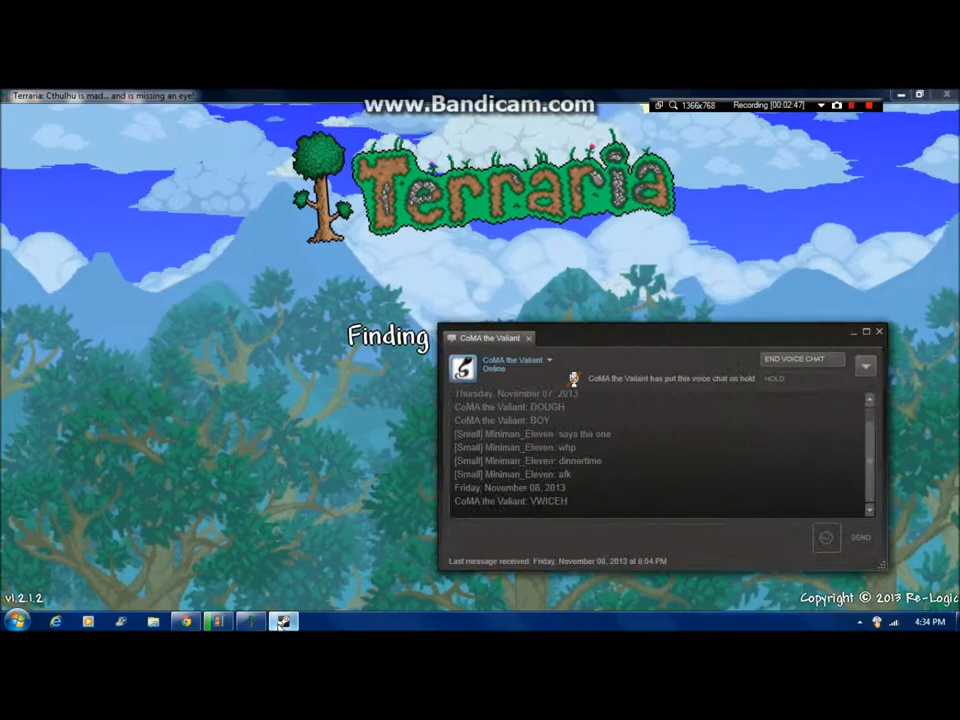 Terraria: Cthulhu is mad... and is missing an eye!
www.Bandicam.com
1366x768
Recording [00:02:47]
Terraria
Finding
CoMA the Valiant
CoMA the Valiant
Online
END VOICE CHAT
CoMA the Valiant has put this voice chat on hold
HOLD
Thursday, November 07, 2013
CoMA the Valiant: DOUGH
CoMA the Valiant: BOY
[Small] Miniman_Eleven: says the one
[Small] Miniman_Eleven: whp
[Small] Miniman_Eleven: dinnertime
[Small] Miniman_Eleven: afk
Friday, November 08, 2013
CoMA the Valiant: VWICEH
SEND
Last message received: Friday, November 08, 2013 at 6:04 PM
v1.2.1.2
Copyright © 2013 Re-Logic
4:34 PM